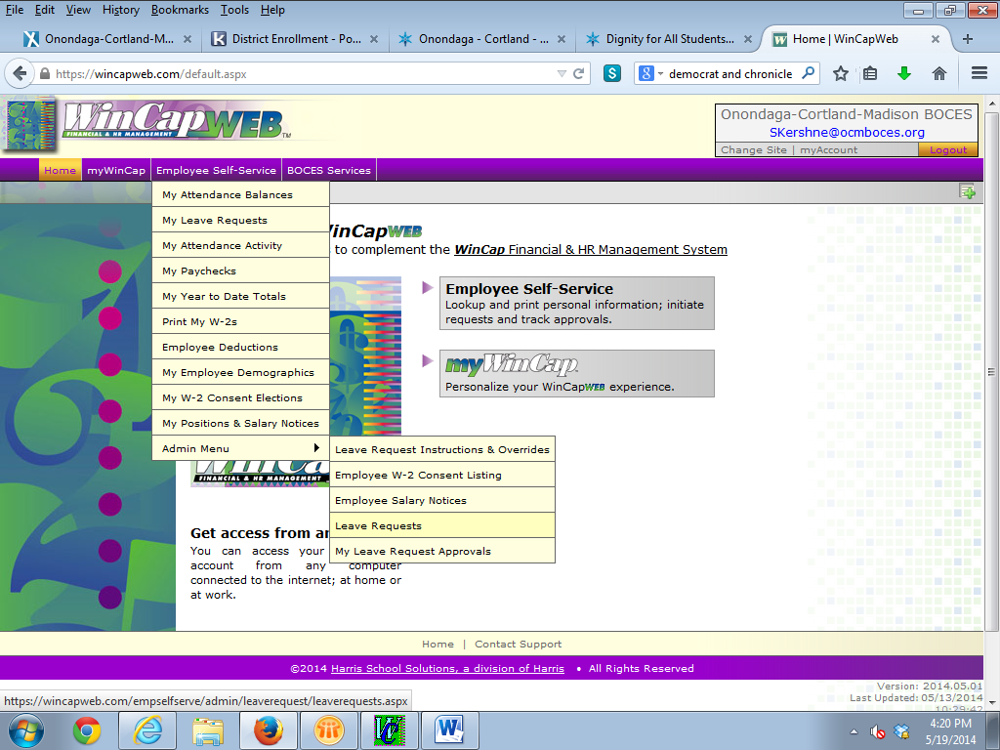 File Edit View History Bookmarks Tools Help
Onondaga-Cortland-M...
District Enrollment - Po...
Onondaga - Cortland - ...
Dignity for All Students...
Home | WinCapWeb
https://wincapweb.com/default.aspx
democrat and chronicle
WinCap WEB TM
FINANCIAL & HR MANAGEMENT
Onondaga-Cortland-Madison BOCES
SKershne@ocmboces.org
Change Site | myAccount Logout
Home myWinCap Employee Self-Service BOCES Services
My Attendance Balances
My Leave Requests
My Attendance Activity
My Paychecks
My Year to Date Totals
Print My W-2s
Employee Deductions
My Employee Demographics
My W-2 Consent Elections
My Positions & Salary Notices
Admin Menu
Leave Request Instructions & Overrides
Employee W-2 Consent Listing
Employee Salary Notices
Leave Requests
My Leave Request Approvals
inCapWEB
to complement the WinCap Financial & HR Management System
Employee Self-Service
Lookup and print personal information; initiate
requests and track approvals.
myWinCap
Personalize your WinCapWEB experience.
FINANCIAL & HR MANAGEMENT
Get access from an
You can access your
account from any computer
connected to the internet; at home or
at work.
Home | Contact Support
©2014 Harris School Solutions, a division of Harris • All Rights Reserved
Version: 2014.05.01
Last Updated: 05/13/2014
10:29:42
https://wincapweb.com/empselfserve/admin/leaverequest/leaverequests.aspx
4:20 PM
5/19/2014